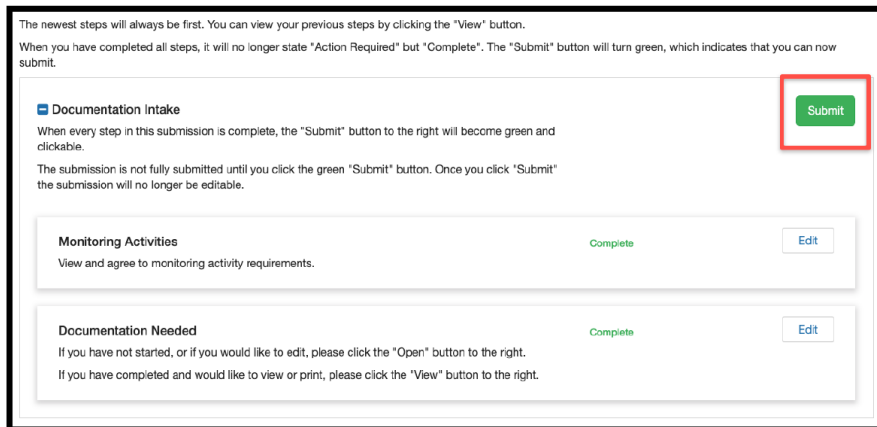 The newest steps will always be first. You can view your previous steps by clicking the "View" button.
When you have completed all steps, it will no longer state "Action Required" but "Complete". The "Submit" button will turn green, which indicates that you can now
submit.
Documentation Intake
Submit
When every step in this submission is complete, the "Submit" button to the right will become green and
clickable.
The submission is not fully submitted until you click the green "Submit" button. Once you click "Submit"
the submission will no longer be editable.
Monitoring Activities
Complete
Edit
View and agree to monitoring activity requirements.
Documentation Needed
Complete
Edit
If you have not started, or if you would like to edit, please click the "Open" button to the right.
If you have completed and would like to view or print, please click the "View" button to the right.